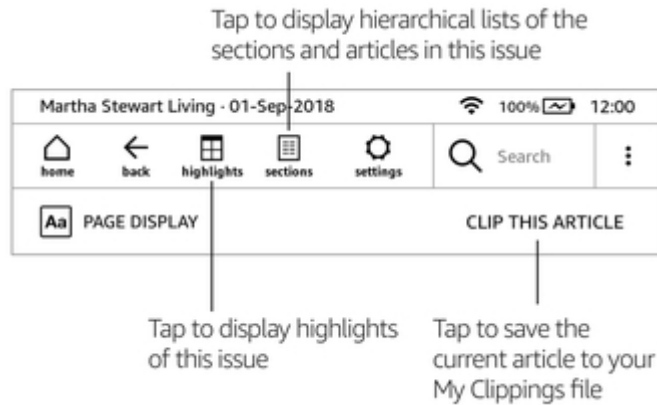 Tap to display hierarchical lists of the
sections and articles in this issue
Martha Stewart Living - 01-Sep-2018 100% 12:00
home back highlights sections settings Search
Aa PAGE DISPLAY CLIP THIS ARTICLE
Tap to display highlights
of this issue
Tap to save the
current article to your
My Clippings file